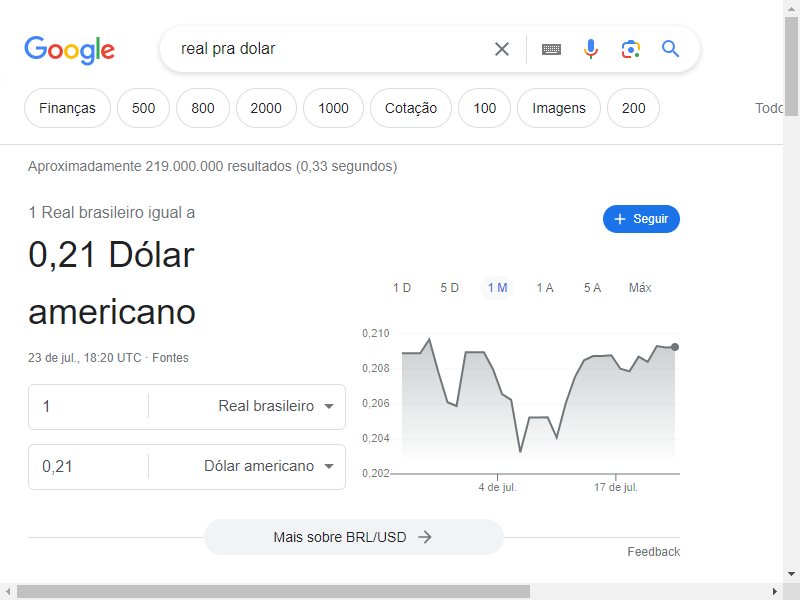 Google
real pra dolar
Finanças 500 800 2000 1000 Cotação 100 Imagens 200 Todo
Aproximadamente 219.000.000 resultados (0,33 segundos)
1 Real brasileiro igual a
Seguir
0,21 Dólar
americano
1 D 5 D 1 M 1 A 5 A Máx
23 de jul., 18:20 UTC · Fontes
1 Real brasileiro
0,21 Dólar americano
0,210
0,208
0,206
0,204
0,202
4 de jul. 17 de jul.
Mais sobre BRL/USD
Feedback